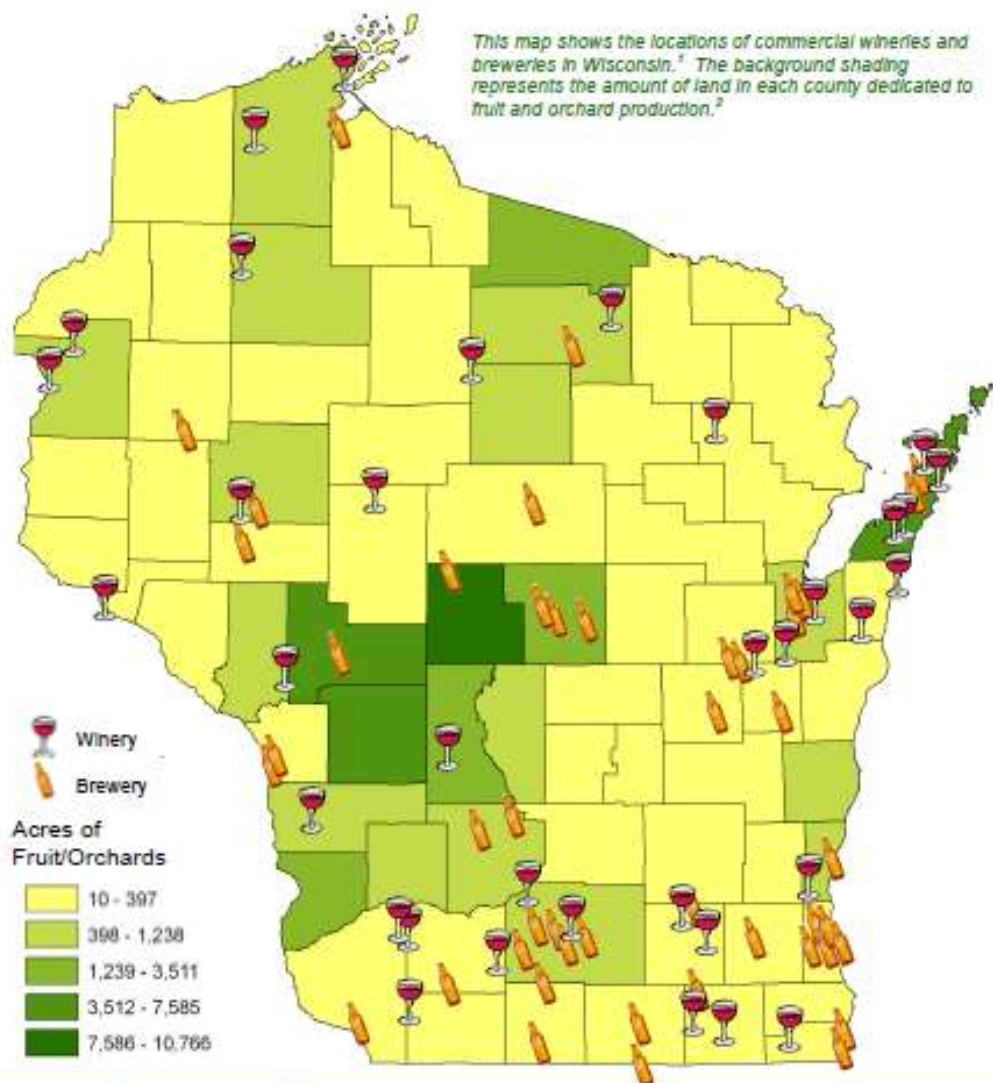 This map shows the locations of commercial wineries and
breweries in Wisconsin.¹ The background shading
represents the amount of land in each county dedicated to
fruit and orchard production.²
Winery
Brewery
Acres of
Fruit/Orchards
10 - 397
398 - 1,238
1,239 - 3,511
3,512 - 7,585
7,586 - 10,766